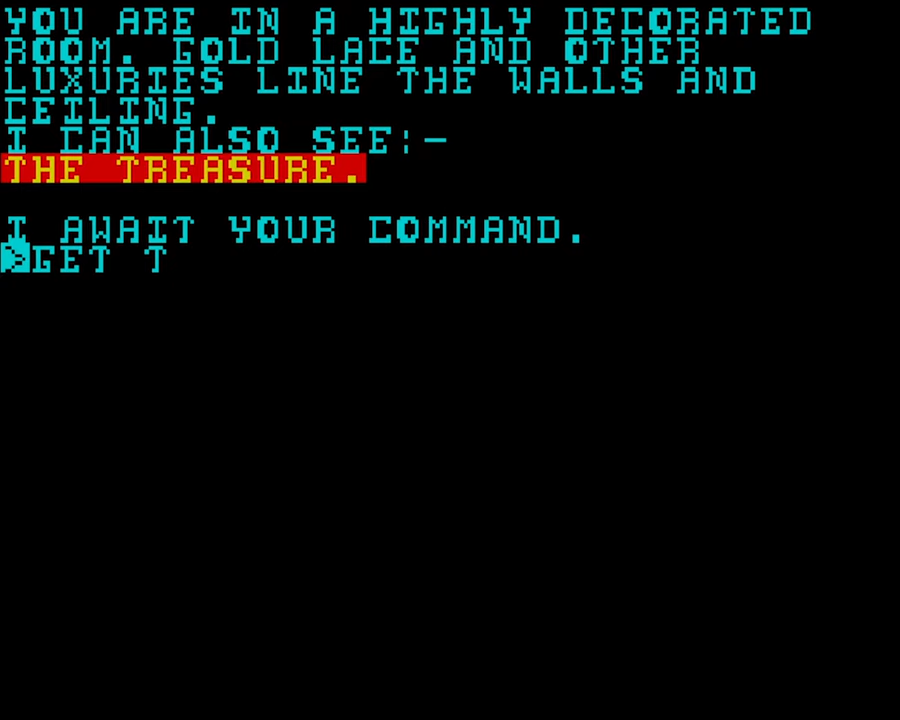 YOU ARE IN A HIGHLY DECORATED
ROOM. GOLD LACE AND OTHER
LUXURIES LINE THE WALLS AND
CEILING.
I CAN ALSO SEE:-
THE TREASURE.
I AWAIT YOUR COMMAND.
>GET T